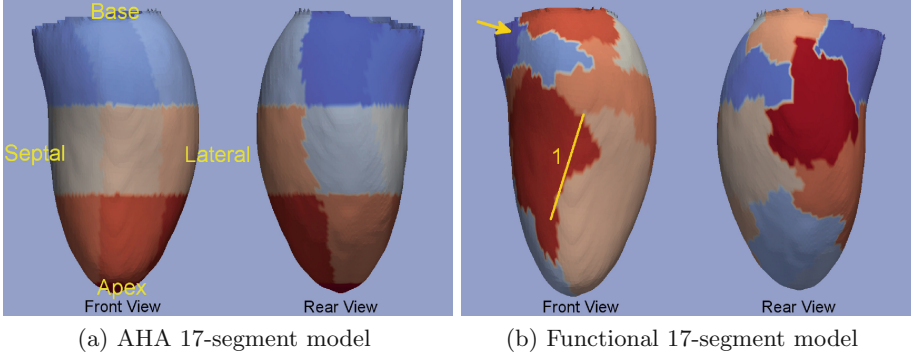 Base
Septal
Lateral
Apex
Front View
Rear View
1
Front View
Rear View
(a) AHA 17-segment model
(b) Functional 17-segment model